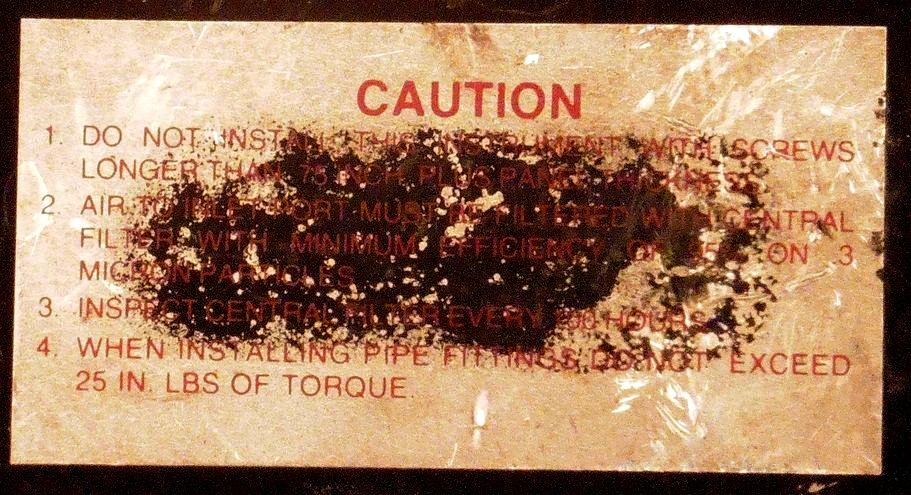 CAUTION
1. DO NOT INSTALL THIS INSTRUMENT WITH SCREWS
LONGER THAN .75 INCH PLUS PANEL THICKNESS
2. AIR TO INLET PORT MUST BE FILTERED WITH CENTRAL
FILTER WITH MINIMUM EFFICIENCY OF ON 3
MICRON PARTICLES
3. INSPECT CENTRAL FILTER EVERY HOURS
4. WHEN INSTALLING PIPE FITTINGS DO NOT EXCEED
25 IN. LBS OF TORQUE.